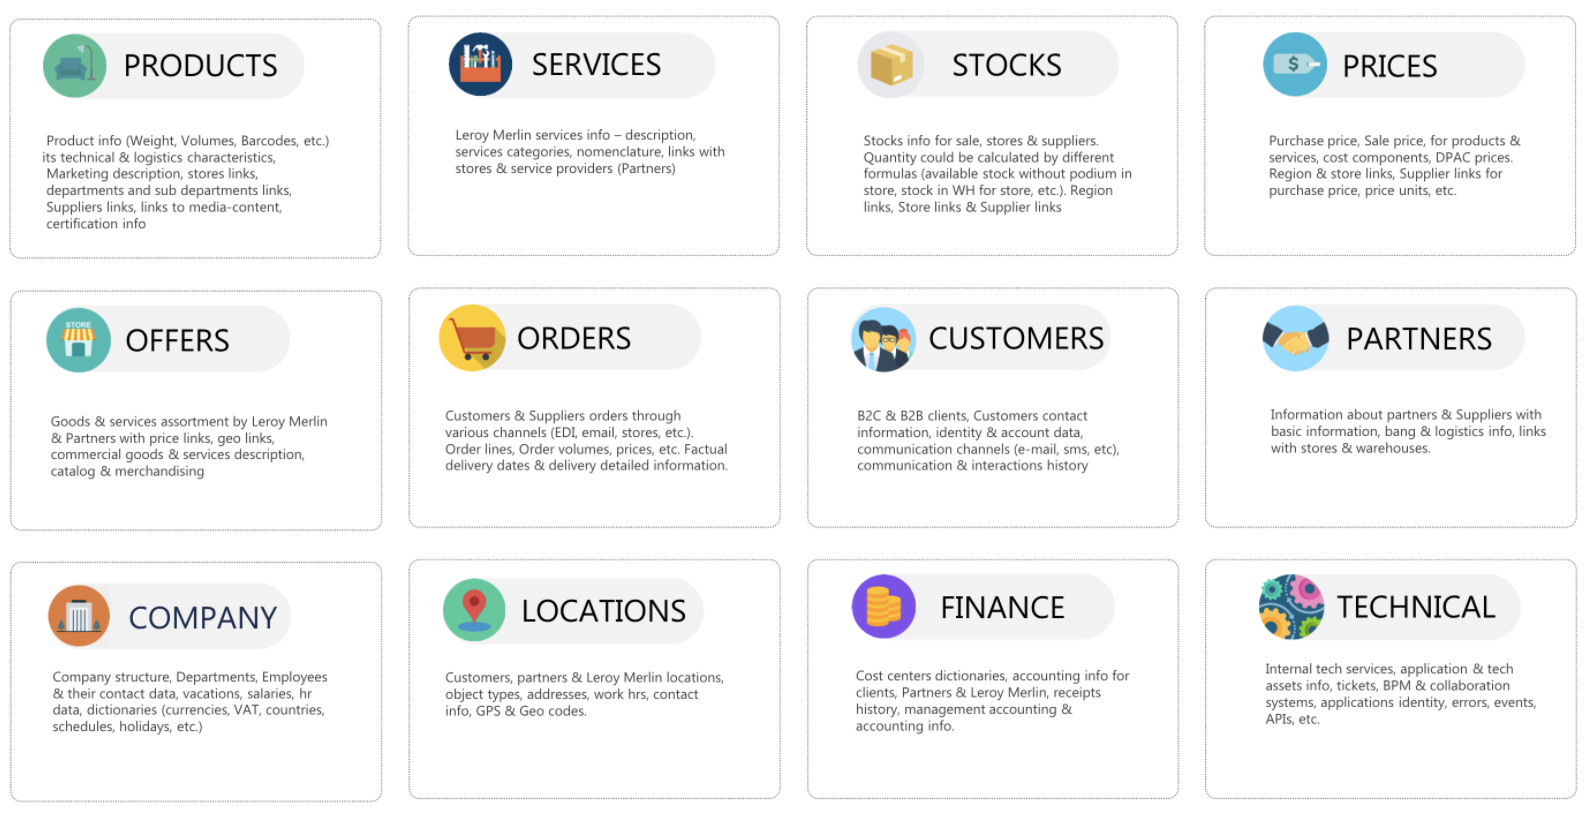 PRODUCTS
Product info (Weight, Volumes, Barcodes, etc.)
its technical & logistics characteristics,
Marketing description, stores links,
departments and sub departments links,
Suppliers links, links to media-content,
certification info
SERVICES
Leroy Merlin services info – description,
services categories, nomenclature, links with
stores & service providers (Partners)
STOCKS
Stocks info for sale, stores & suppliers.
Quantity could be calculated by different
formulas (available stock without podium in
store, stock in WH for store, etc.). Region
links, Store links & Supplier links
$
PRICES
Purchase price, Sale price, for products &
services, cost components, DPAC prices.
Region & store links, Supplier links for
purchase price, price units, etc.
STORE
OFFERS
Goods & services assortment by Leroy Merlin
& Partners with price links, geo links,
commercial goods & services description,
catalog & merchandising
ORDERS
Customers & Suppliers orders through
various channels (EDI, email, stores, etc.).
Order lines, Order volumes, prices, etc. Factual
delivery dates & delivery detailed information.
CUSTOMERS
B2C & B2B clients, Customers contact
information, identity & account data,
communication channels (e-mail, sms, etc),
communication & interactions history
PARTNERS
Information about partners & Suppliers with
basic information, bang & logistics info, links
with stores & warehouses.
COMPANY
Company structure, Departments, Employees
& their contact data, vacations, salaries, hr
data, dictionaries (currencies, VAT, countries,
schedules, holidays, etc.)
LOCATIONS
Customers, partners & Leroy Merlin locations,
object types, addresses, work hrs, contact
info, GPS & Geo codes.
FINANCE
Cost centers dictionaries, accounting info for
clients, Partners & Leroy Merlin, receipts
history, management accounting &
accounting info.
TECHNICAL
Internal tech services, application & tech
assets info, tickets, BPM & collaboration
systems, applications identity, errors, events,
APIs, etc.